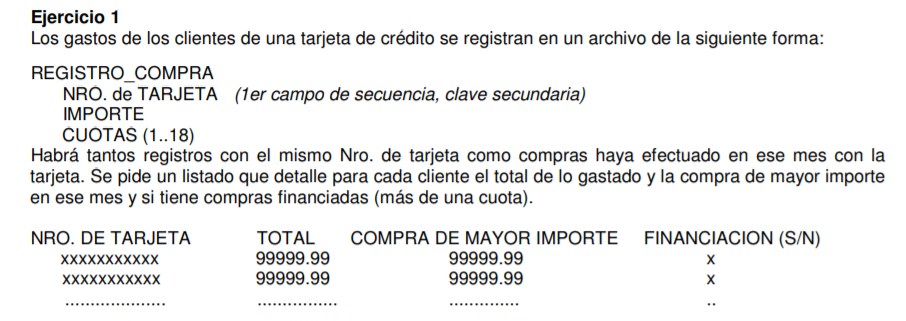 Ejercicio 1
Los gastos de los clientes de una tarjeta de crédito se registran en un archivo de la siguiente forma:
REGISTRO_COMPRA
NRO. de TARJETA (1er campo de secuencia, clave secundaria)
IMPORTE
CUOTAS (1..18)
Habrá tantos registros con el mismo Nro. de tarjeta como compras haya efectuado en ese mes con la
tarjeta. Se pide un listado que detalle para cada cliente el total de lo gastado y la compra de mayor importe
en ese mes y si tiene compras financiadas (más de una cuota).
NRO. DE TARJETA TOTAL COMPRA DE MAYOR IMPORTE FINANCIACION (S/N)
xxxxxxxxxxx 99999.99 99999.99 x
xxxxxxxxxxx 99999.99 99999.99 x
.................... ................ .............. ..